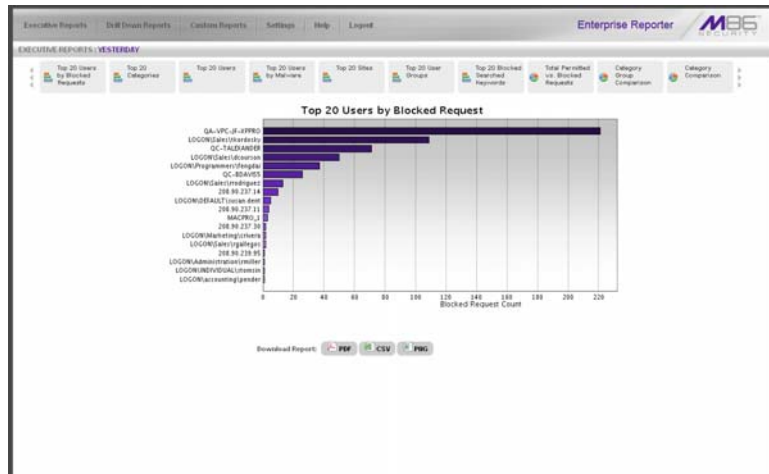 Executive Reports Drill Down Reports Custom Reports Settings Help Logout
Enterprise Reporter
M86
SECURITY
EXECUTIVE REPORTS : YESTERDAY
Top 20 Users by Blocked Requests
Top 20 Categories
Top 20 Users
Top 20 Users by Malware
Top 20 Sites
Top 20 User Groups
Top 20 Blocked Searched Keywords
Total Permitted vs. Blocked Requests
Category Group Comparison
Category Comparison
Top 20 Users by Blocked Request
QA-VPC-JF-XPPRO
LOGON\Sales\rhordesky
QC-TALEXANDER
LOGON\Sales\dcourson
LOGON\Programmers\fengdai
QC-BDAVIS5
LOGON\Sales\rrodriguez
208.90.237.14
LOGON\DEFAULT\susan.dent
208.90.237.11
MACPRO_1
208.90.237.30
LOGON\Marketing\crivera
LOGON\Sales\rgallegos
208.90.239.95
LOGON\Administration\rmiller
LOGON\INDIVIDUAL\
LOGON\accounting\pender
0 20 40 60 80 100 120 140 160 180 200 220
Blocked Request Count
Download Report: PDF CSV PNG